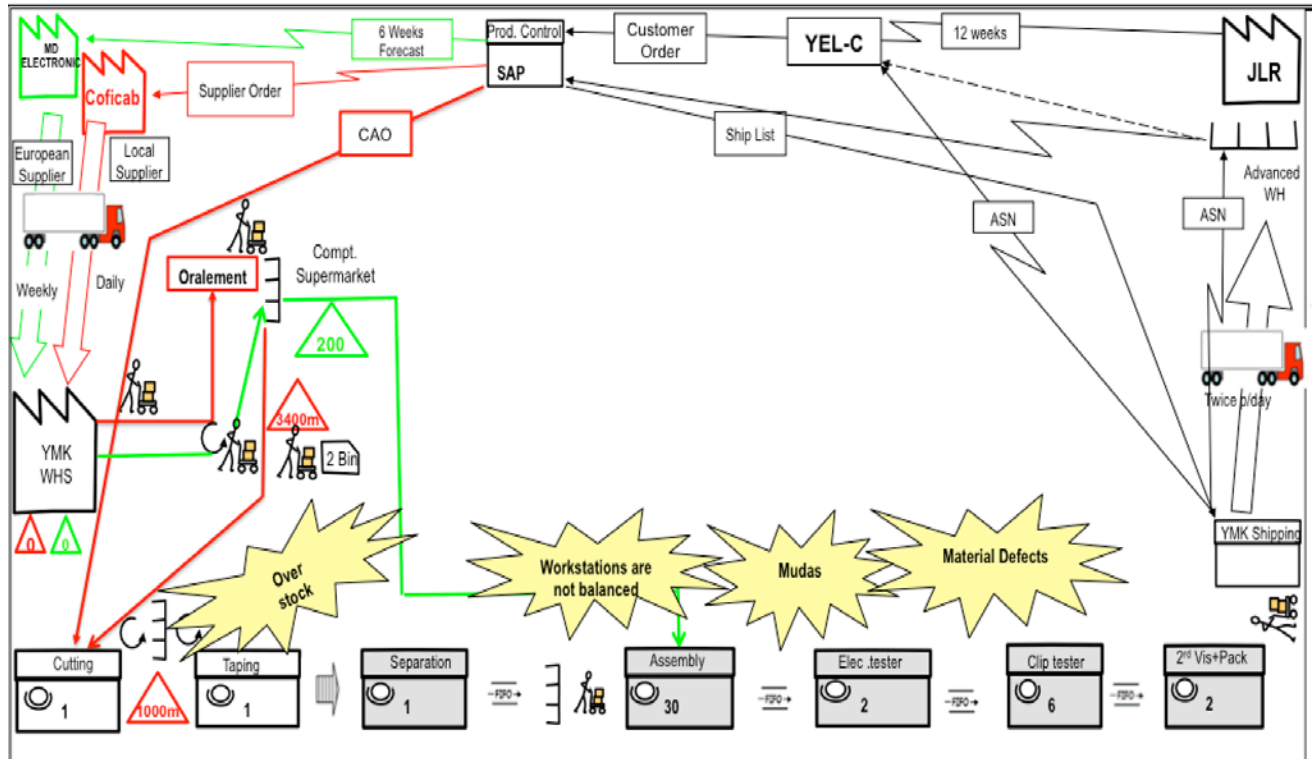 MD
ELECTRONIC
Coficab
6 Weeks
Forecast
Supplier Order
Prod. Control
SAP
Customer
Order
YEL-C
12 weeks
JLR
CAO
Ship List
European
Supplier
Local
Supplier
Advanced
WH
ASN
ASN
Weekly
Daily
Oralement
Compt.
Supermarket
200
3400m
2 Bin
YMK
WHS
0
0
Twice p/day
YMK Shipping
Over
stock
Workstations are
not balanced
Mudas
Material Defects
Cutting
1
1000m
Taping
1
Separation
1
FIFO
Assembly
30
FIFO
Elec .tester
2
FIFO
Clip tester
6
FIFO
2nd Vis+Pack
2